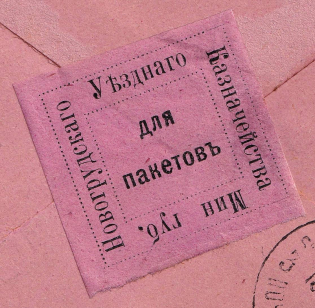 Новогрудскаго
Уѣзднаго
Казначейства
Мин губ.
для
пакетовъ